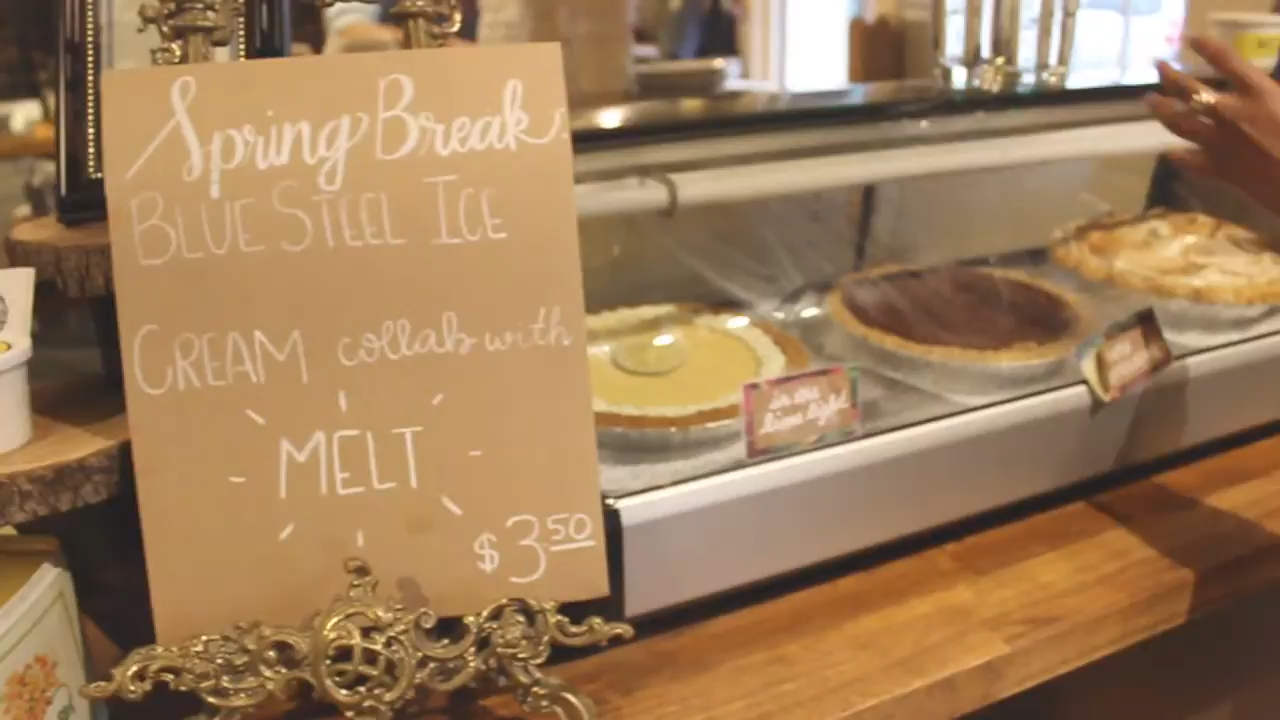 Spring Break
BLUE STEEL ICE
CREAM collab with
MELT
$3.50